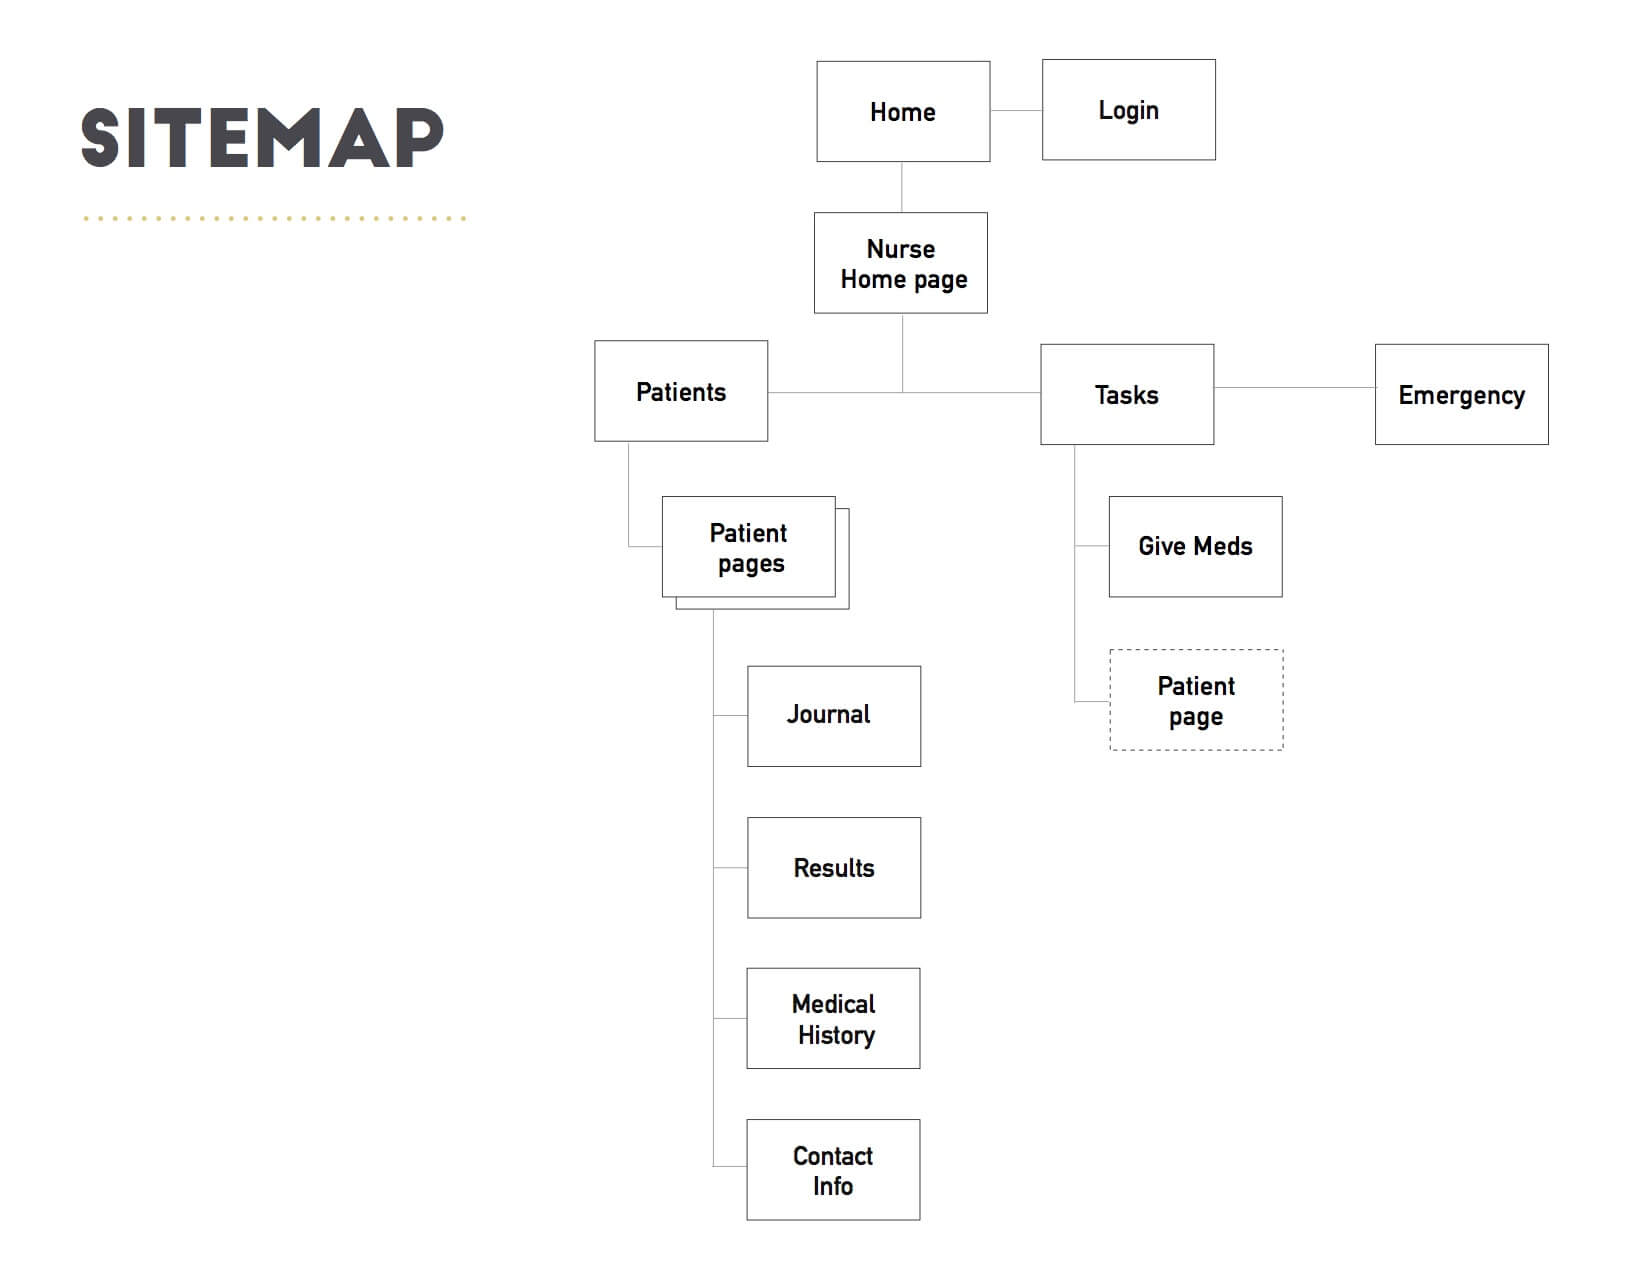 SITEMAP
Home
Login
Nurse
Home page
Patients
Tasks
Emergency
Patient
pages
Give Meds
Patient
page
Journal
Results
Medical
History
Contact
Info